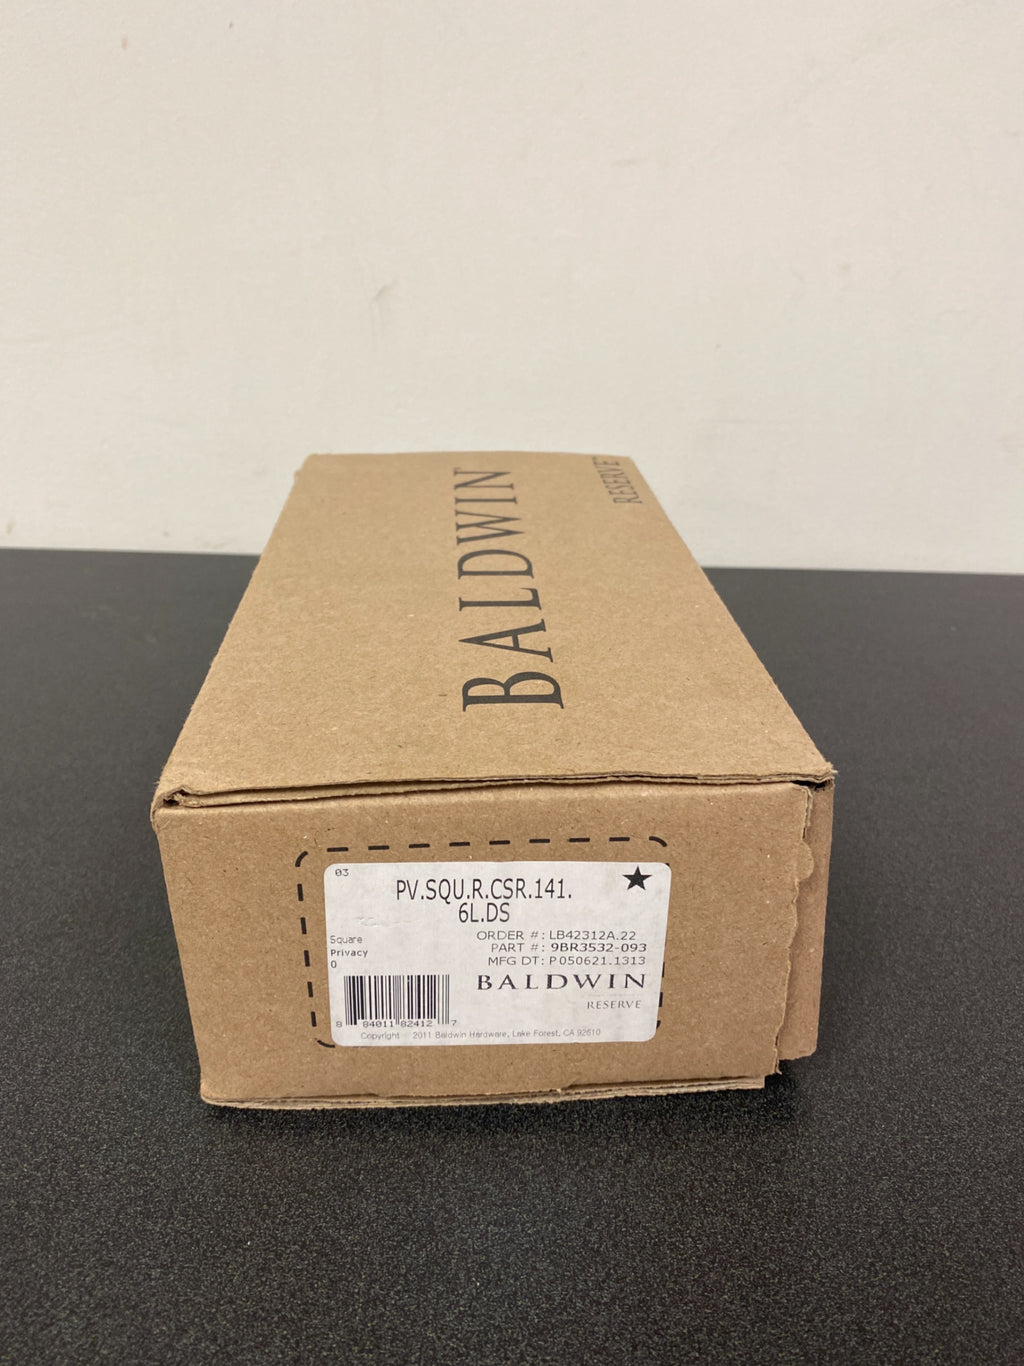 BALDWIN
RESERVE
03
PV.SQU.R.CSR.141.
6L.DS
ORDER #: LB42312A.22
PART #: 9BR3532-093
MFG DT: P050621.1313
Square
Privacy
0
BALDWIN
RESERVE
8 84011 82412 7
Copyright 2011 Baldwin Hardware, Lake Forest, CA 92610